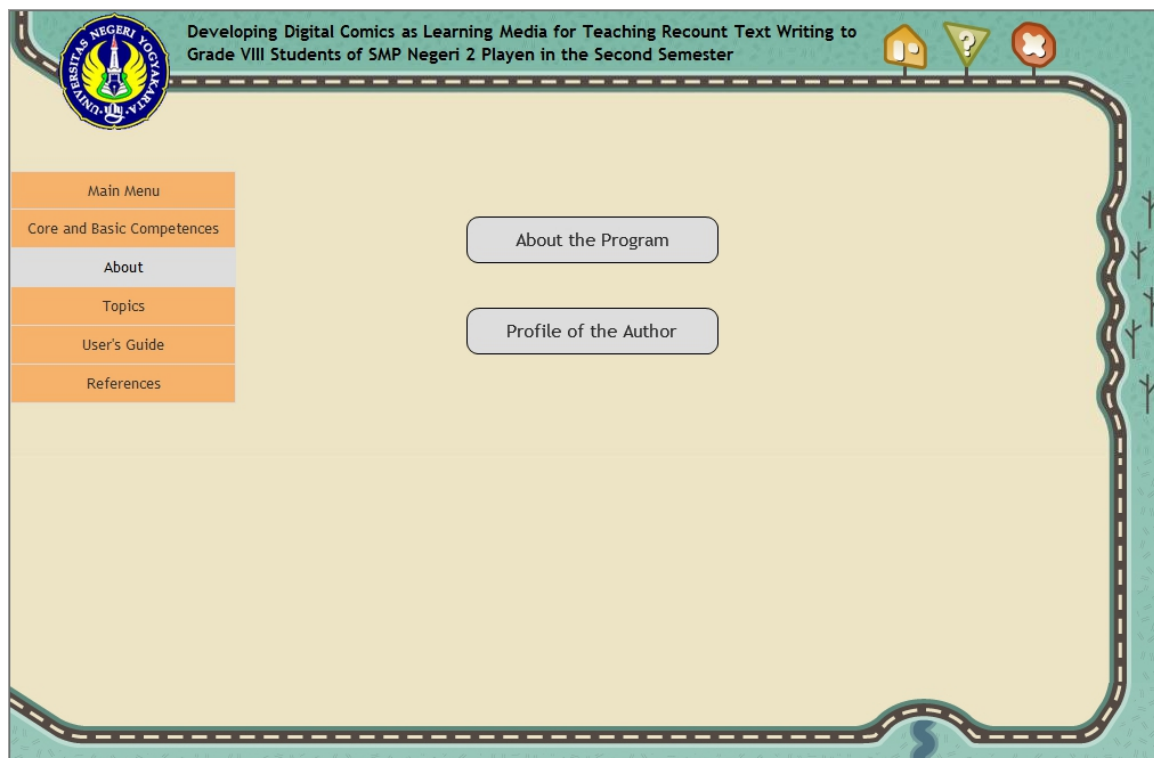 UNIVERSITAS NEGERI YOGYAKARTA
Developing Digital Comics as Learning Media for Teaching Recount Text Writing to
Grade VIII Students of SMP Negeri 2 Playen in the Second Semester
?
Main Menu
Core and Basic Competences
About
Topics
User's Guide
References
About the Program
Profile of the Author